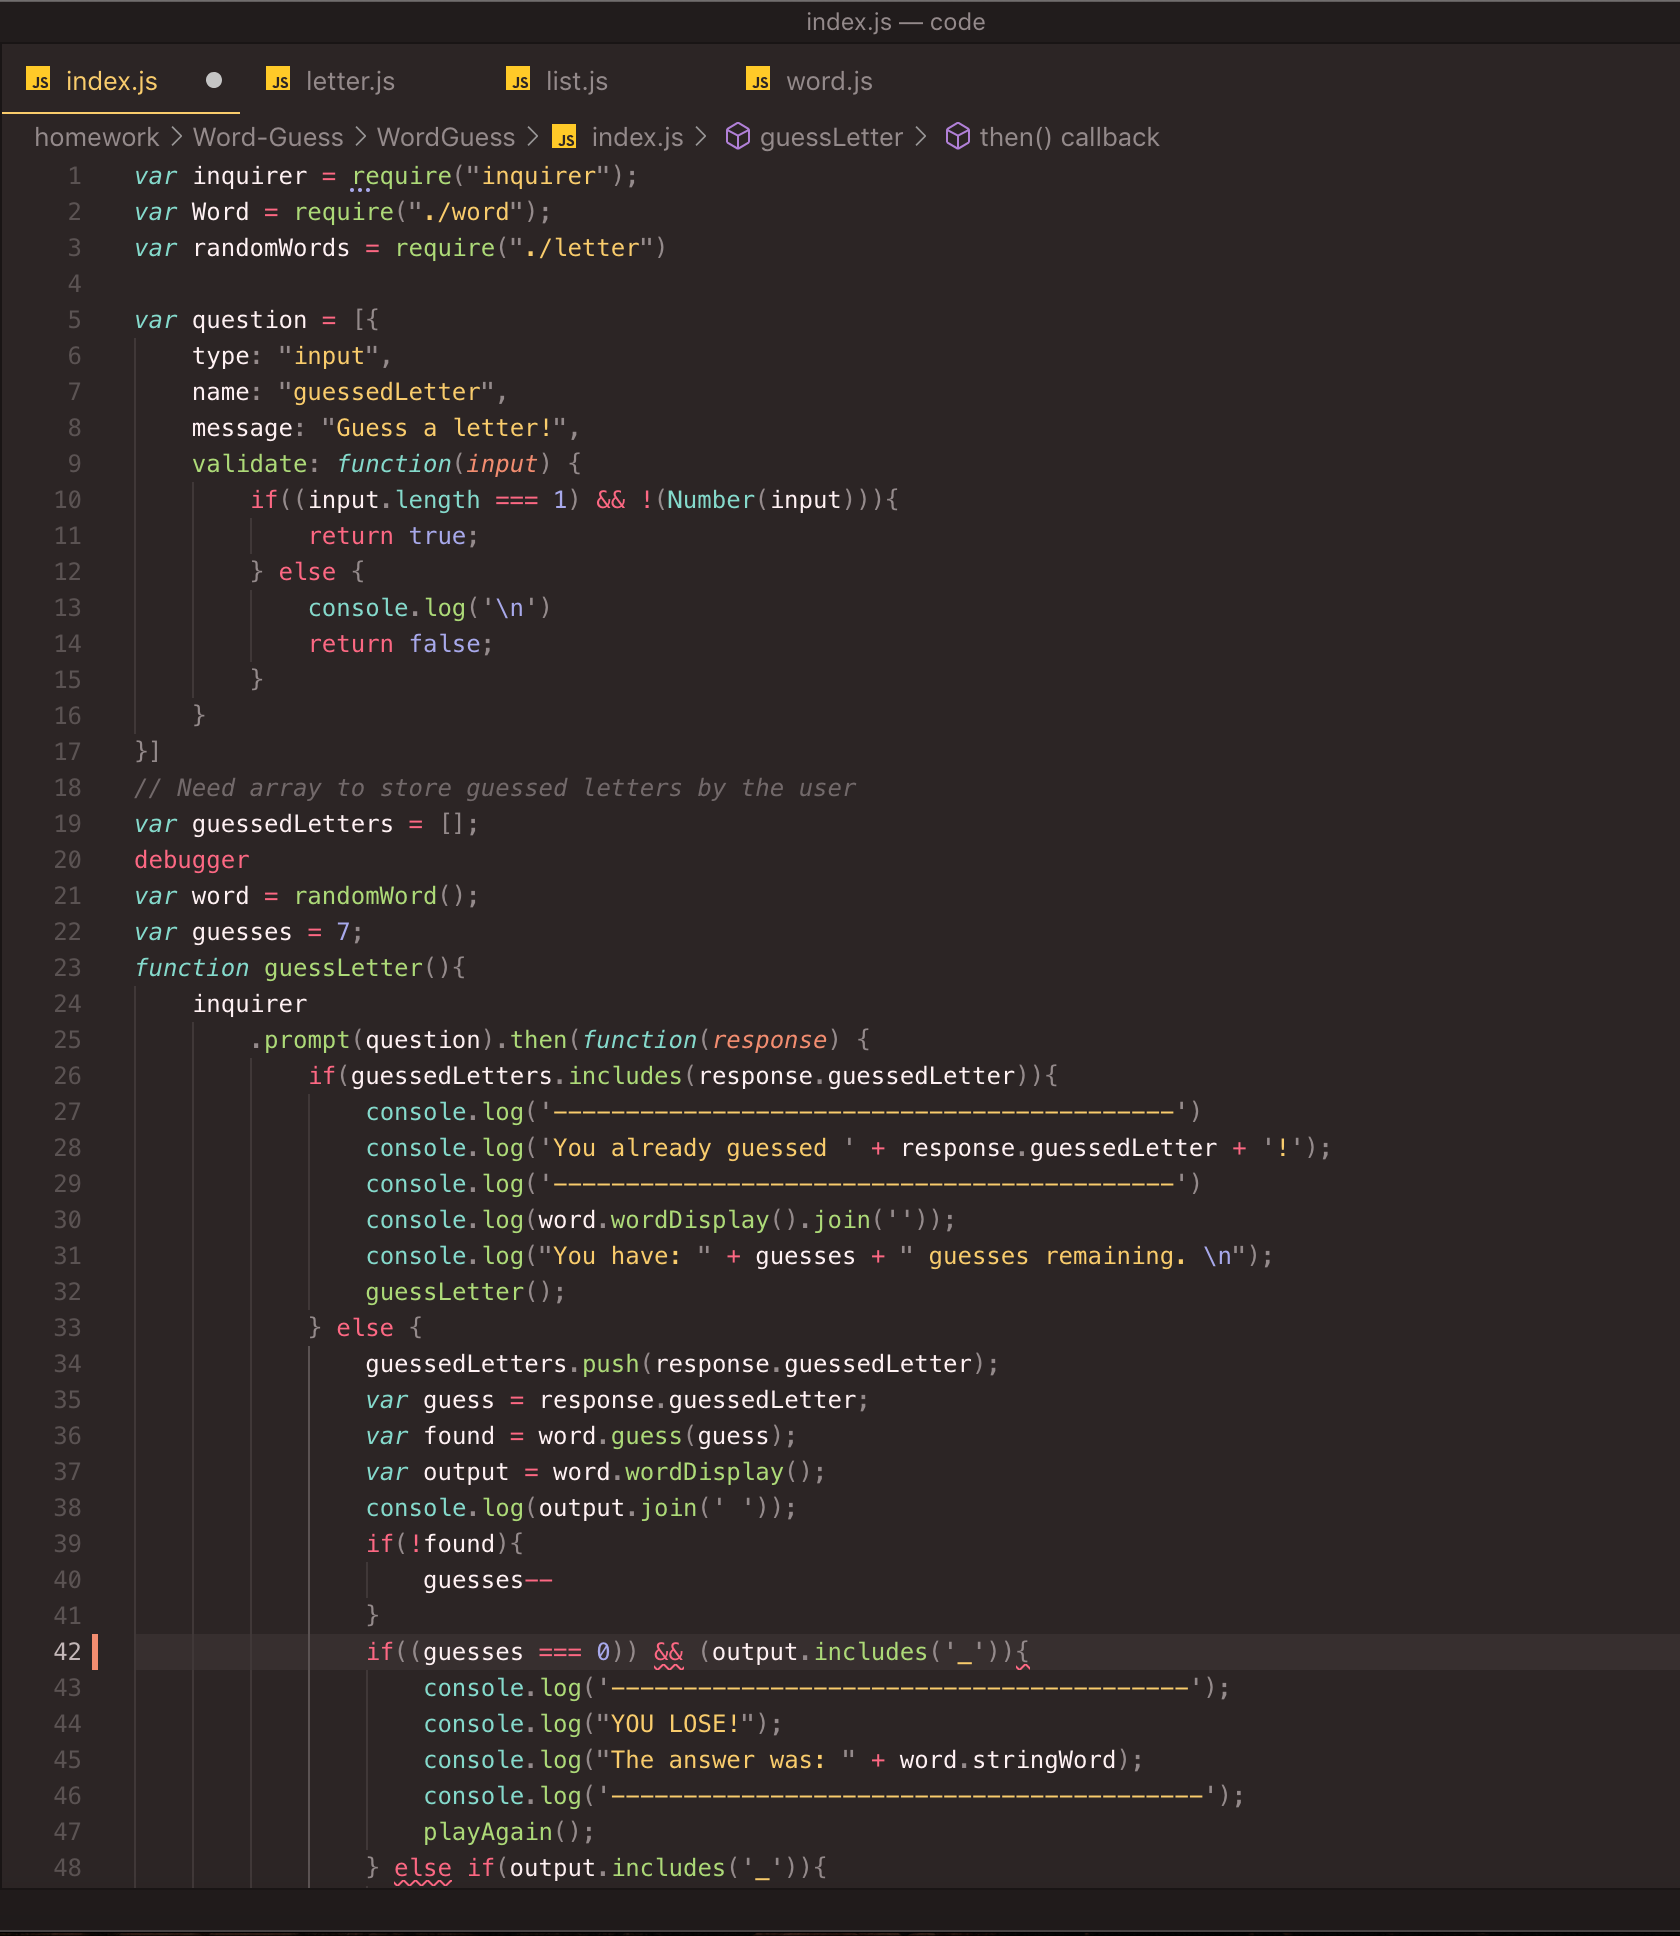 index.js — code
JS index.js JS letter.js JS list.js JS word.js
homework > Word-Guess > WordGuess > JS index.js > guessLetter > then() callback
1 var inquirer = require("inquirer");
2 var Word = require("./word");
3 var randomWords = require("./letter")
4
5 var question = [{
6 type: "input",
7 name: "guessedLetter",
8 message: "Guess a letter!",
9 validate: function(input) {
10 if((input.length === 1) && !(Number(input))){
11 return true;
12 } else {
13 console.log('\n')
14 return false;
15 }
16 }
17 }]
18 // Need array to store guessed letters by the user
19 var guessedLetters = [];
20 debugger
21 var word = randomWord();
22 var guesses = 7;
23 function guessLetter(){
24 inquirer
25 .prompt(question).then(function(response) {
26 if(guessedLetters.includes(response.guessedLetter)){
27 console.log('-------------------------------------------')
28 console.log('You already guessed ' + response.guessedLetter + '!');
29 console.log('-------------------------------------------')
30 console.log(word.wordDisplay().join(''));
31 console.log("You have: " + guesses + " guesses remaining. \n");
32 guessLetter();
33 } else {
34 guessedLetters.push(response.guessedLetter);
35 var guess = response.guessedLetter;
36 var found = word.guess(guess);
37 var output = word.wordDisplay();
38 console.log(output.join(' '));
39 if(!found){
40 guesses--
41 }
42 if((guesses === 0)) && (output.includes('_')){
43 console.log('----------------------------------------');
44 console.log("YOU LOSE!");
45 console.log("The answer was: " + word.stringWord);
46 console.log('-----------------------------------------');
47 playAgain();
48 } else if(output.includes('_')){